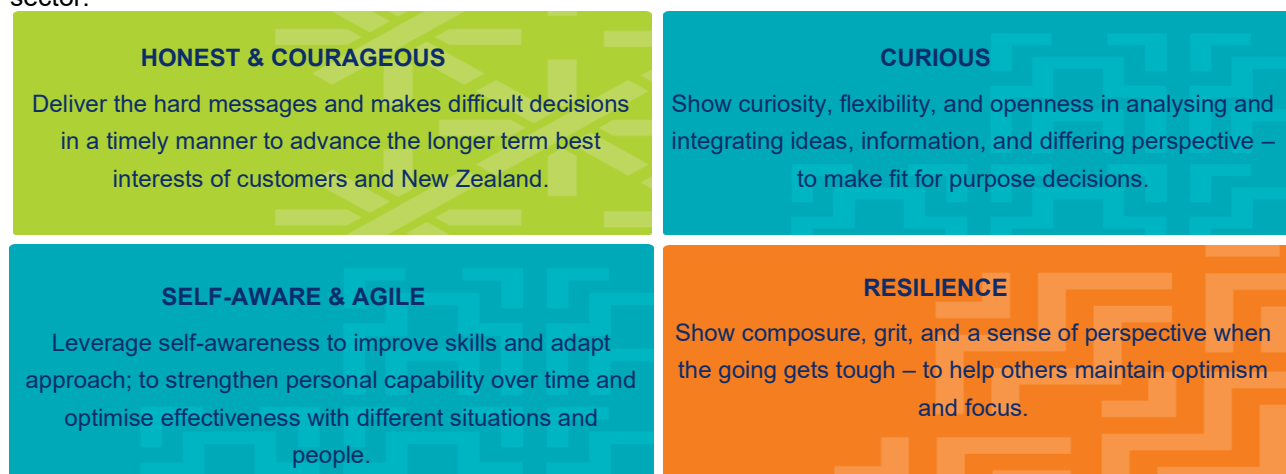 sector.
HONEST & COURAGEOUS
Deliver the hard messages and makes difficult decisions
in a timely manner to advance the longer term best
interests of customers and New Zealand.
CURIOUS
Show curiosity, flexibility, and openness in analysing and
integrating ideas, information, and differing perspective –
to make fit for purpose decisions.
SELF-AWARE & AGILE
Leverage self-awareness to improve skills and adapt
approach; to strengthen personal capability over time and
optimise effectiveness with different situations and
people.
RESILIENCE
Show composure, grit, and a sense of perspective when
the going gets tough – to help others maintain optimism
and focus.